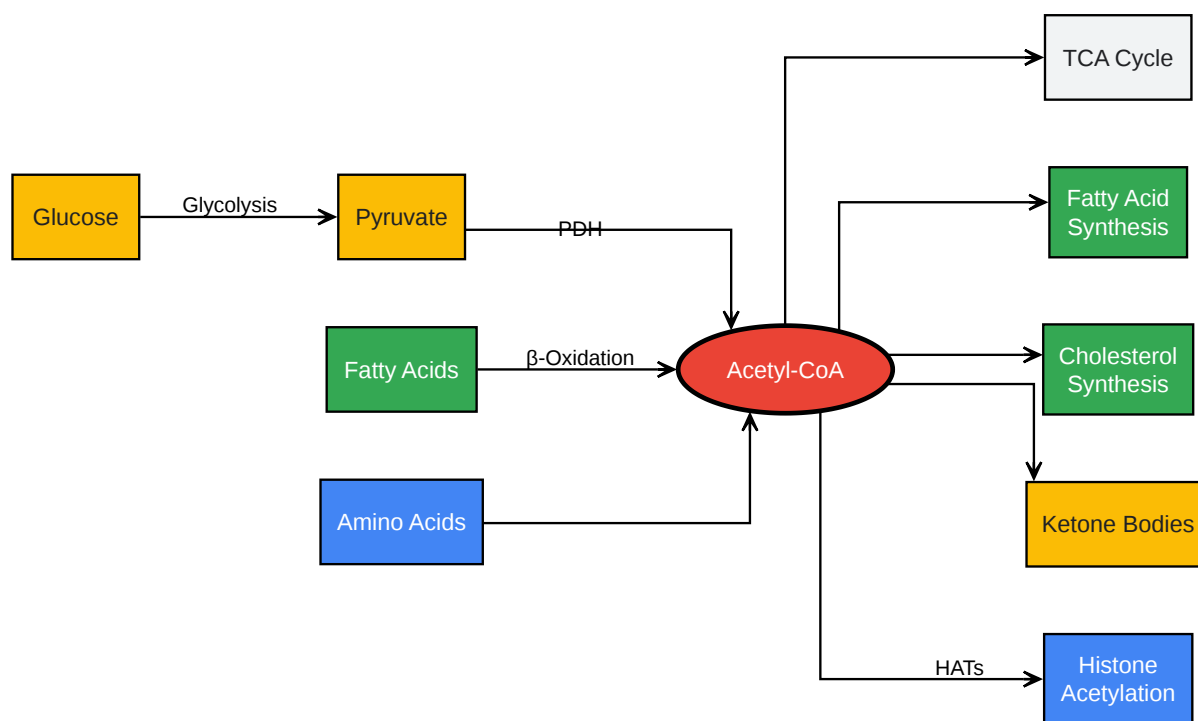 TCA Cycle
Glucose
Glycolysis
Pyruvate
PDH
Fatty Acid
Synthesis
Fatty Acids
β-Oxidation
Acetyl-CoA
Cholesterol
Synthesis
Amino Acids
Ketone Bodies
HATs
Histone
Acetylation